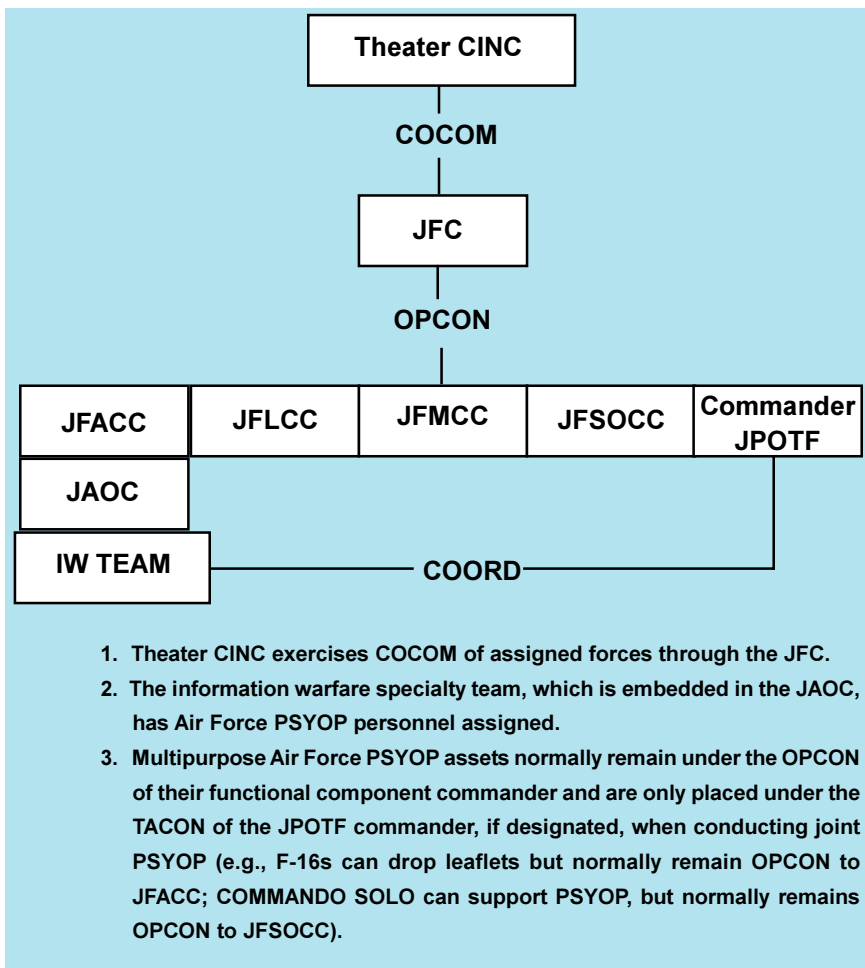 Theater CINC
COCOM
JFC
OPCON
JFACC
JFLCC
JFMCC
JFSOCC
Commander
JPOTF
JAOC
IW TEAM
COORD
1. Theater CINC exercises COCOM of assigned forces through the JFC.
2. The information warfare specialty team, which is embedded in the JAOC,
has Air Force PSYOP personnel assigned.
3. Multipurpose Air Force PSYOP assets normally remain under the OPCON
of their functional component commander and are only placed under the
TACON of the JPOTF commander, if designated, when conducting joint
PSYOP (e.g., F-16s can drop leaflets but normally remain OPCON to
JFACC; COMMANDO SOLO can support PSYOP, but normally remains
OPCON to JFSOCC).